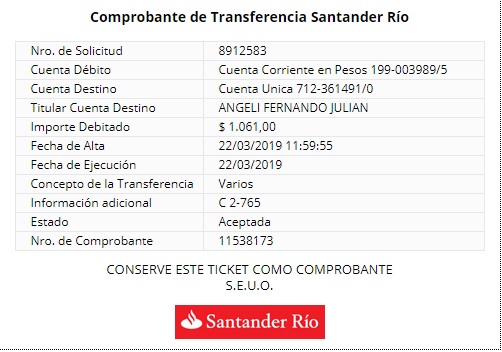 Comprobante de Transferencia Santander Río
Nro. de Solicitud 8912583
Cuenta Débito Cuenta Corriente en Pesos 199-003989/5
Cuenta Destino Cuenta Unica 712-361491/0
Titular Cuenta Destino ANGELI FERNANDO JULIAN
Importe Debitado $ 1.061,00
Fecha de Alta 22/03/2019 11:59:55
Fecha de Ejecución 22/03/2019
Concepto de la Transferencia Varios
Información adicional C 2-765
Estado Aceptada
Nro. de Comprobante 11538173
CONSERVE ESTE TICKET COMO COMPROBANTE
S.E.U.O.
Santander Río